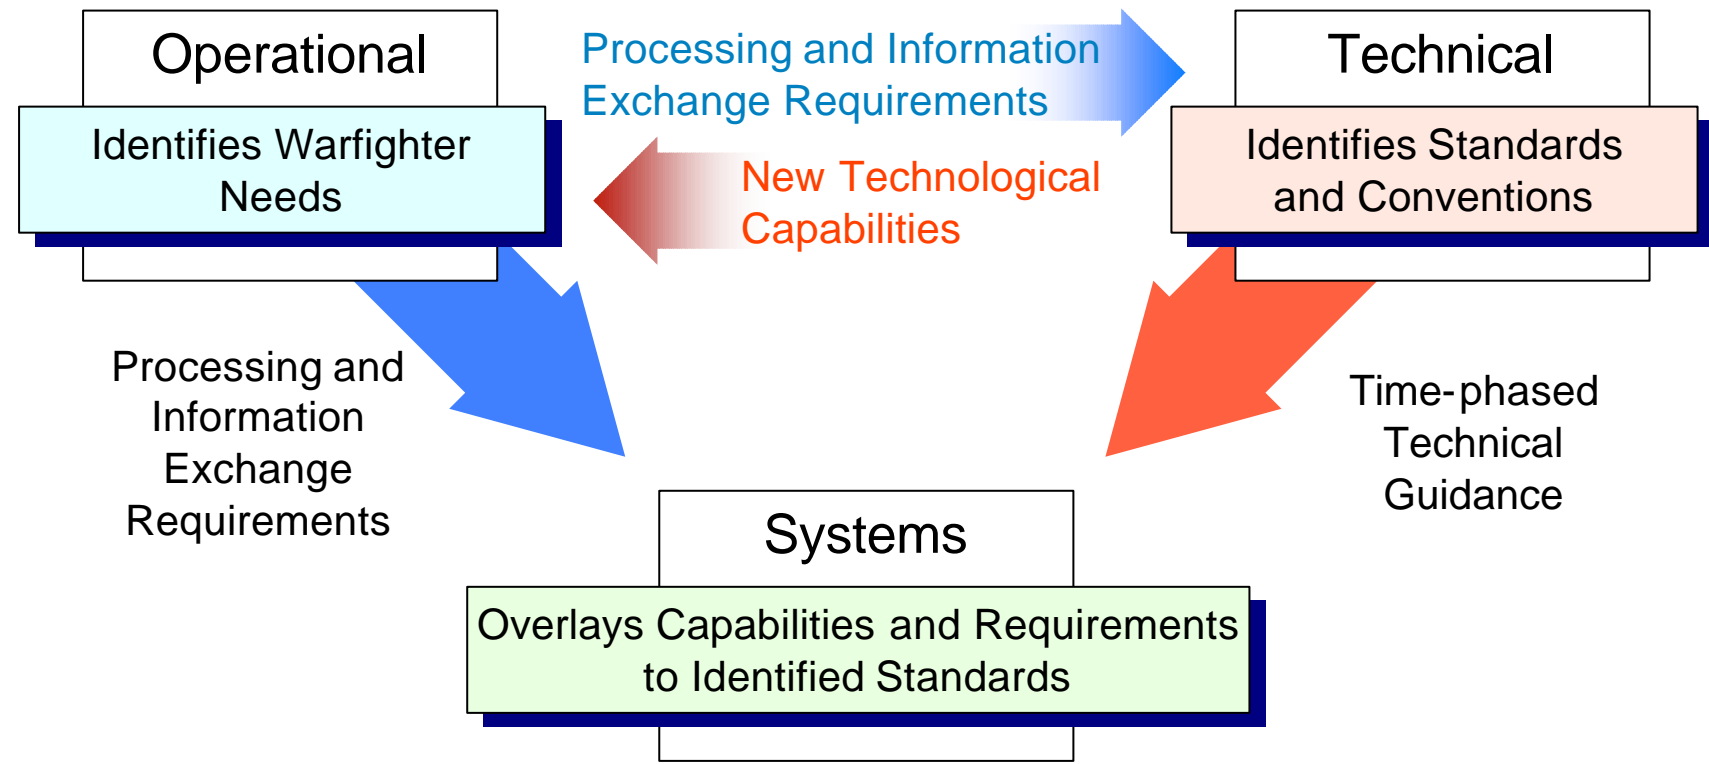 Operational
Identifies Warfighter
Needs
Processing and Information
Exchange Requirements
New Technological
Capabilities
Technical
Identifies Standards
and Conventions
Processing and
Information
Exchange
Requirements
Time-phased
Technical
Guidance
Systems
Overlays Capabilities and Requirements
to Identified Standards